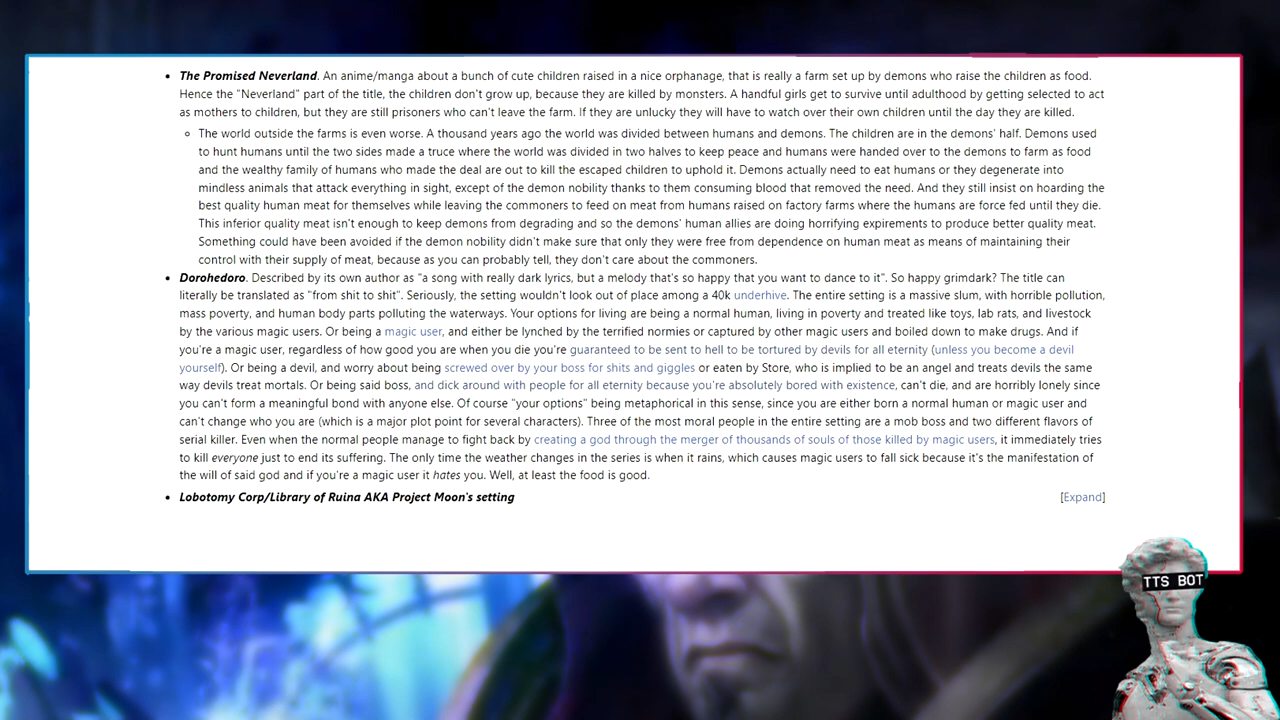 The Promised Neverland. An anime/manga about a bunch of cute children raised in a nice orphanage, that is really a farm set up by demons who raise the children as food.
Hence the "Neverland" part of the title, the children don't grow up, because they are killed by monsters. A handful girls get to survive until adulthood by getting selected to act
as mothers to children, but they are still prisoners who can't leave the farm. If they are unlucky they will have to watch over their own children until the day they are killed.
The world outside the farms is even worse. A thousand years ago the world was divided between humans and demons. The children are in the demons' half. Demons used
to hunt humans until the two sides made a truce where the world was divided in two halves to keep peace and humans were handed over to the demons to farm as food
and the wealthy family of humans who made the deal are out to kill the escaped children to uphold it. Demons actually need to eat humans or they degenerate into
mindless animals that attack everything in sight, except of the demon nobility thanks to them consuming blood that removed the need. And they still insist on hoarding the
best quality human meat for themselves while leaving the commoners to feed on meat from humans raised on factory farms where the humans are force fed until they die.
This inferior quality meat isn't enough to keep demons from degrading and so the demons' human allies are doing horrifying expirements to produce better quality meat.
Something could have been avoided if the demon nobility didn't make sure that only they were free from dependence on human meat as means of maintaining their
control with their supply of meat, because as you can probably tell, they don't care about the commoners.
Dorohedoro. Described by its own author as "a song with really dark lyrics, but a melody that's so happy that you want to dance to it". So happy grimdark? The title can
literally be translated as "from shit to shit". Seriously, the setting wouldn't look out of place among a 40k underhive. The entire setting is a massive slum, with horrible pollution,
mass poverty, and human body parts polluting the waterways. Your options for living are being a normal human, living in poverty and treated like toys, lab rats, and livestock
by the various magic users. Or being a magic user, and either be lynched by the terrified normies or captured by other magic users and boiled down to make drugs. And if
you're a magic user, regardless of how good you are when you die you're guaranteed to be sent to hell to be tortured by devils for all eternity (unless you become a devil
yourself). Or being a devil, and worry about being screwed over by your boss for shits and giggles or eaten by Store, who is implied to be an angel and treats devils the same
way devils treat mortals. Or being said boss, and dick around with people for all eternity because you're absolutely bored with existence, can't die, and are horribly lonely since
you can't form a meaningful bond with anyone else. Of course "your options" being metaphorical in this sense, since you are either born a normal human or magic user and
can't change who you are (which is a major plot point for several characters). Three of the most moral people in the entire setting are a mob boss and two different flavors of
serial killer. Even when the normal people manage to fight back by creating a god through the merger of thousands of souls of those killed by magic users, it immediately tries
to kill everyone just to end its suffering. The only time the weather changes in the series is when it rains, which causes magic users to fall sick because it's the manifestation of
the will of said god and if you're a magic user it hates you. Well, at least the food is good.
Lobotomy Corp/Library of Ruina AKA Project Moon's setting [Expand]
TTS BOT